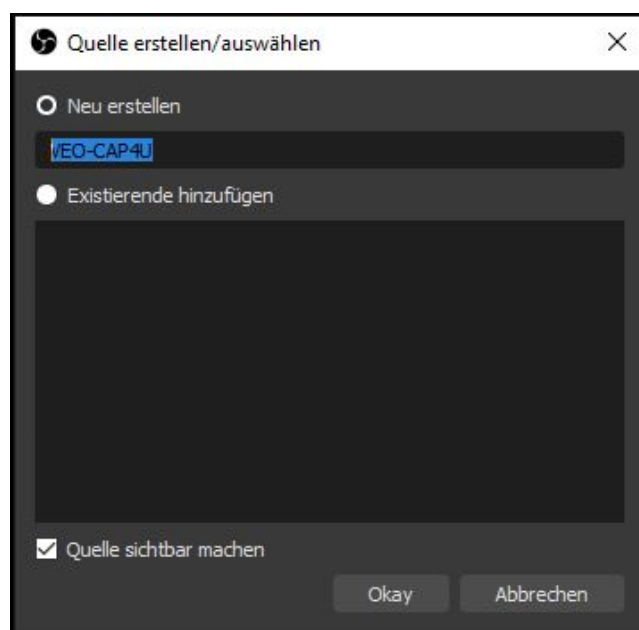 Quelle erstellen/auswählen
Neu erstellen
VEO-CAP4U
Existierende hinzufügen
Quelle sichtbar machen
Okay Abbrechen